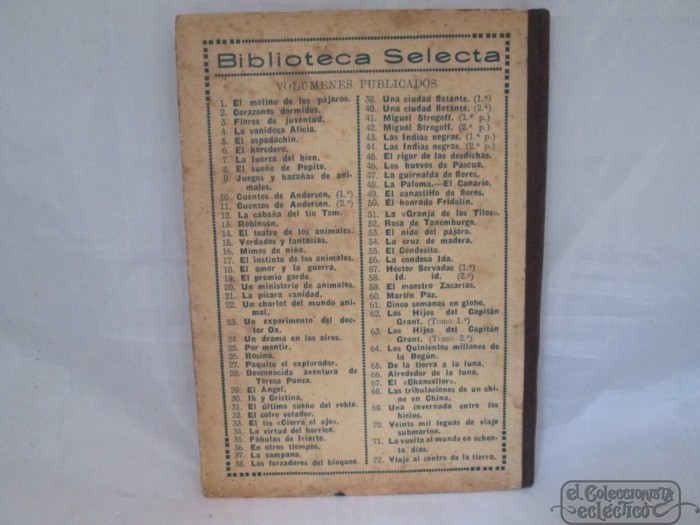 Biblioteca Selecta
VOLUMENES PUBLICADOS
1. El molino de los pájaros.
2. Corazones dormidos.
3. Flores de juventud.
4. La vanidosa Alicia.
5. El espadachín.
6. El heredero.
7. La fuerza del bien.
8. El sueño de Pepito.
9. Juegos y hazañas de ani-
males.
10. Cuentos de Andersen. (1.º)
11. Cuentos de Andersen. (2.º)
12. La cabaña del tío Tom.
13. Robinsón.
14. El teatro de los animales.
15. Verdades y fantasías.
16. Mimos de niña.
17. El instinto de los animales.
18. El amor y la guerra.
19. El premio gordo.
20. Un ministerio de animales.
21. La pícara vanidad.
22. Un charlot del mundo ani-
mal.
23. Un experimento del doc-
tor Ox.
24. Un drama en los aires.
25. Por mentir.
26. Rosina.
27. Paquito el explorador.
28. Desconocida aventura de
Teresa Panza.
29. El Ángel.
30. Ib y Cristina.
31. El último sueño del roble.
32. El cofre volador.
33. El tío «Cierra el ojo».
34. La virtud del borrico.
35. Fábulas de Iriarte.
36. En otros tiempos.
37. La campana.
38. Los forzadores del bloqueo.
39. Una ciudad flotante. (1.ª)
40. Una ciudad flotante. (2.ª)
41. Miguel Strogoff. (1.ª p.)
42. Miguel Strogoff. (2.ª p.)
43. Las Indias negras. (1.ª p.)
44. Las Indias negras. (2.ª p.)
45. El rigor de las desdichas.
46. Los huevos de Pascua.
47. La guirnalda de flores.
48. La Paloma.—El Canario.
49. El canastillo de flores.
50. El honrado Fridolín.
51. La «Granja de los Tilos».
52. Rosa de Tanemburgo.
53. El nido del pájaro.
54. La cruz de madera.
55. El Condesito.
56. La condesa Ida.
57. Héctor Servadac (1.º)
58. Id. id. (2.º)
59. El maestro Zacarías.
60. Martín Paz.
61. Cinco semanas en globo.
62. Los Hijos del Capitán
Grant. (Tomo 1.º)
63. Los Hijos del Capitán
Grant. (Tomo 2.º)
64. Los Quinientos millones de
la Begún.
65. De la tierra a la luna.
66. Alrededor de la luna.
67. El «Chancellor».
68. Las tribulaciones de un chi-
no en China.
69. Una invernada entre los
hielos.
70. Veinte mil leguas de viaje
submarino.
71. La vuelta al mundo en ochen-
ta días.
72. Viaje al centro de la tierra.
el Coleccionista
ecléctico